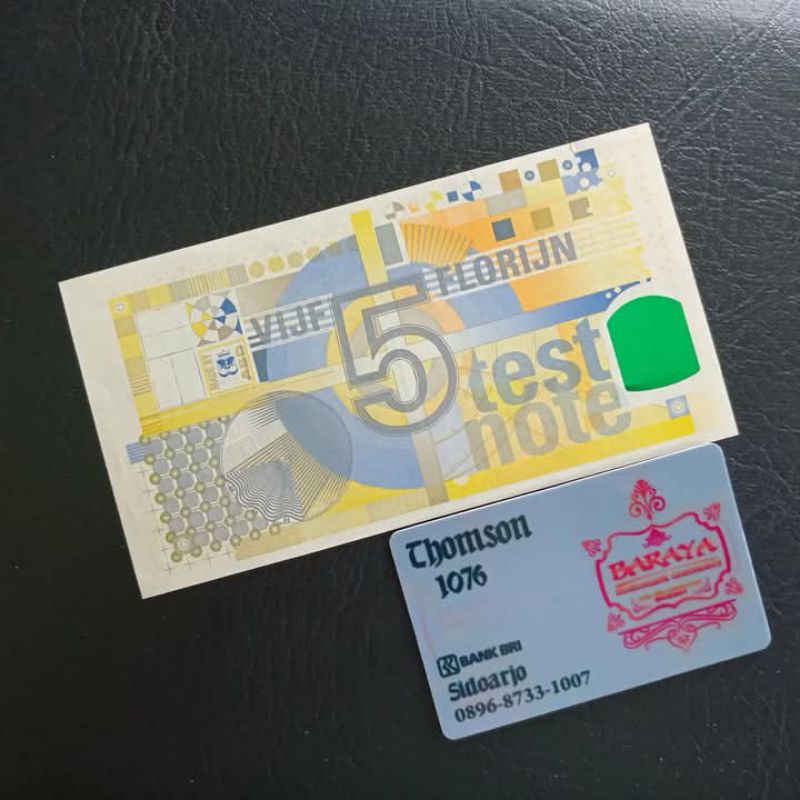 VIJF 5 FLORIJN
test
note
Thomson
1076
BARAYA
BANK BRI
Sidoarjo
0896-8733-1007